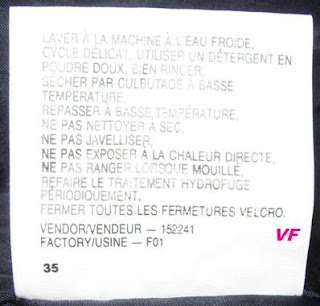 LAVER À LA MACHINE À L'EAU FROIDE,
CYCLE DÉLICAT, UTILISER UN DÉTERGENT EN
POUDRE DOUX, BIEN RINCER,
SÉCHER PAR CULBUTAGE À BASSE
TEMPERATURE,
REPASSER À BASSE TEMPÉRATURE,
NE PAS NETTOYER À SEC,
NE PAS JAVELLISER,
NE PAS EXPOSER À LA CHALEUR DIRECTE,
NE PAS RANGER LORSQUE MOUILLÉ,
REFAIRE LE TRAITEMENT HYDROFUGE
PÉRIODIQUEMENT.
FERMER TOUTES LES FERMETURES VELCRO.
VENDOR/VENDEUR — 152241
FACTORY/USINE — F01
VF
35